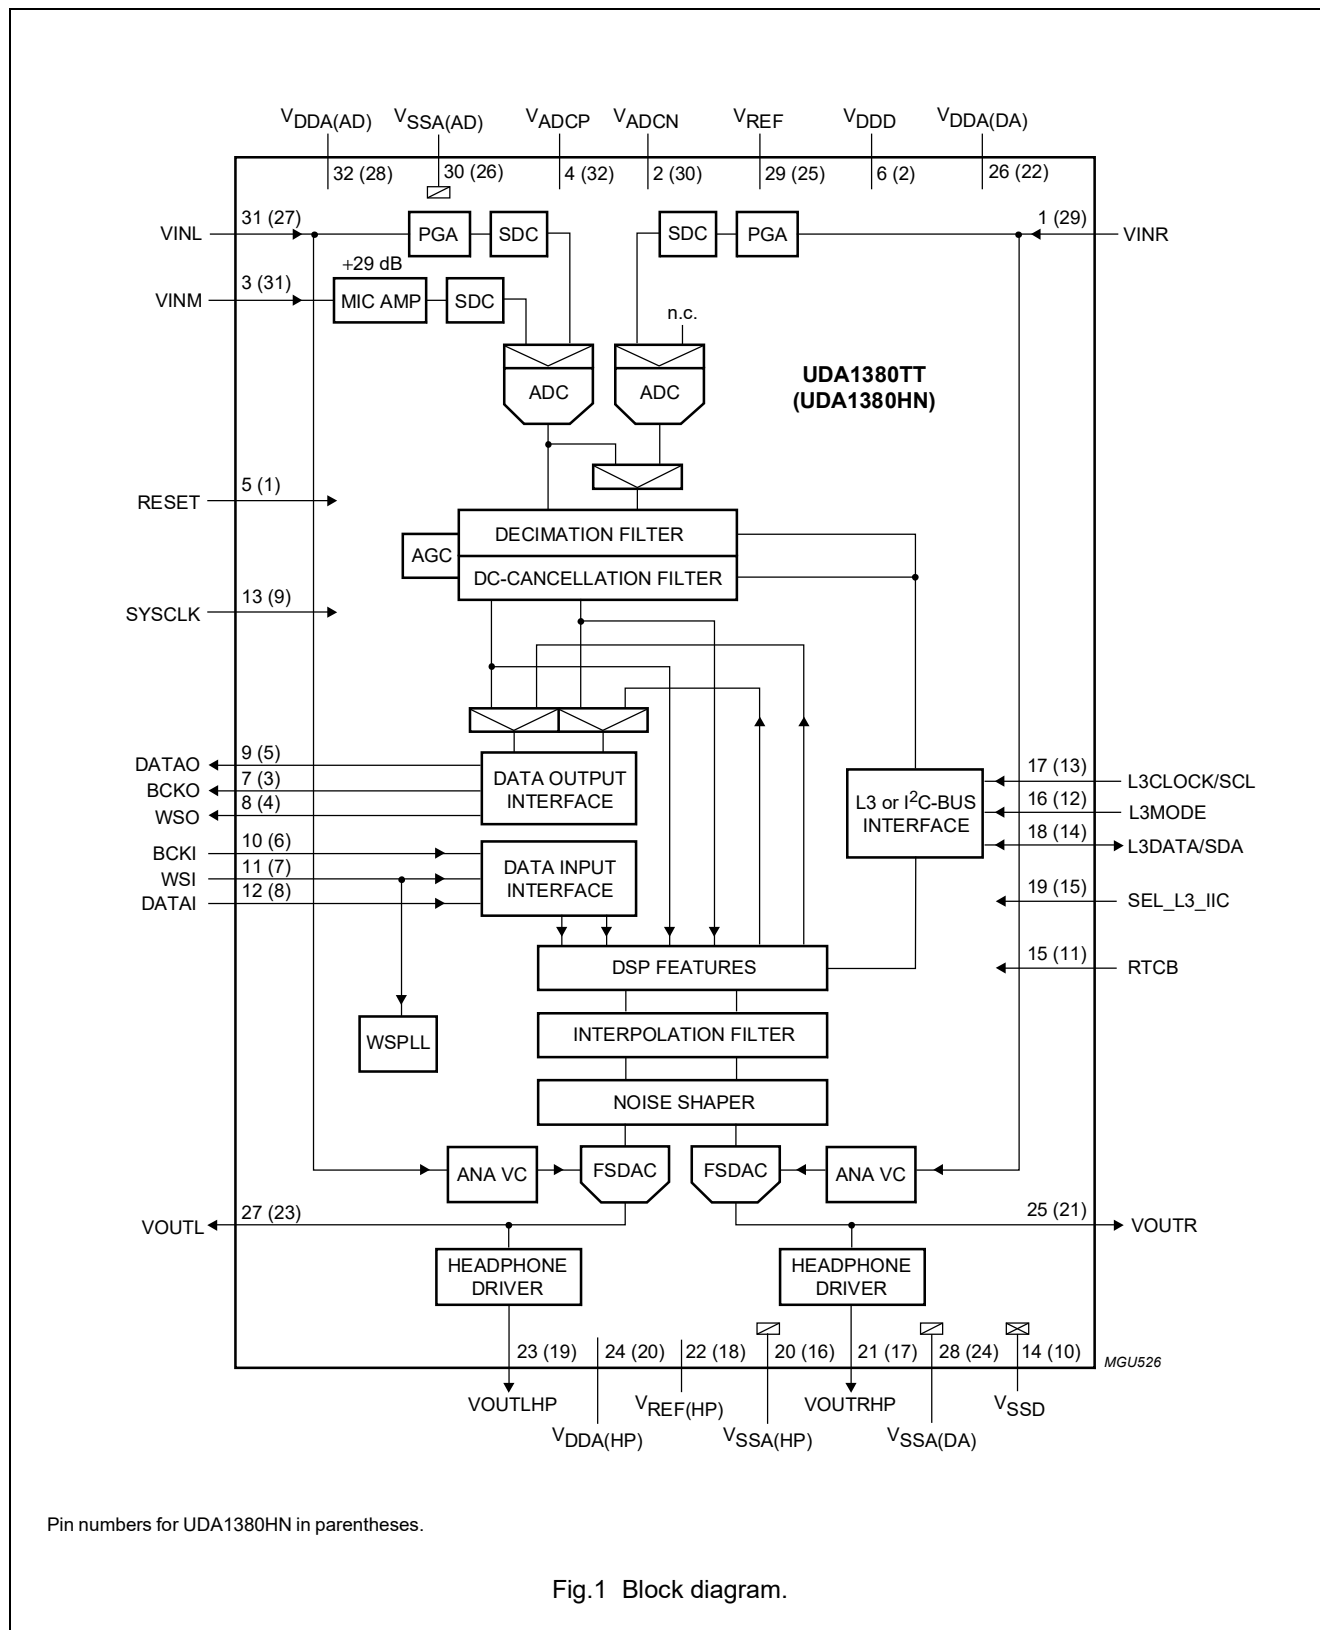 VDDA(AD) VSSA(AD) VADCP VADCN VREF VDDD VDDA(DA)
32 (28) 30 (26) 4 (32) 2 (30) 29 (25) 6 (2) 26 (22)
VINL 31 (27) PGA SDC SDC PGA 1 (29) VINR
+29 dB
VINM 3 (31) MIC AMP SDC
n.c.
ADC ADC
UDA1380TT
(UDA1380HN)
RESET 5 (1)
DECIMATION FILTER
AGC
DC-CANCELLATION FILTER
SYSCLK 13 (9)
DATAO 9 (5)
BCKO 7 (3)
WSO 8 (4)
DATA OUTPUT
INTERFACE
L3 or I2C-BUS
INTERFACE
17 (13) L3CLOCK/SCL
16 (12) L3MODE
18 (14) L3DATA/SDA
BCKI 10 (6)
WSI 11 (7)
DATAI 12 (8)
DATA INPUT
INTERFACE
19 (15) SEL_L3_IIC
DSP FEATURES
15 (11) RTCB
WSPLL
INTERPOLATION FILTER
NOISE SHAPER
ANA VC FSDAC FSDAC ANA VC
VOUTL 27 (23) 25 (21) VOUTR
HEADPHONE
DRIVER
HEADPHONE
DRIVER
23 (19) 24 (20) 22 (18) 20 (16) 21 (17) 28 (24) 14 (10)
MGU526
VOUTLHP VREF(HP) VOUTRHP VSSD
VDDA(HP) VSSA(HP) VSSA(DA)
Pin numbers for UDA1380HN in parentheses.
Fig.1 Block diagram.